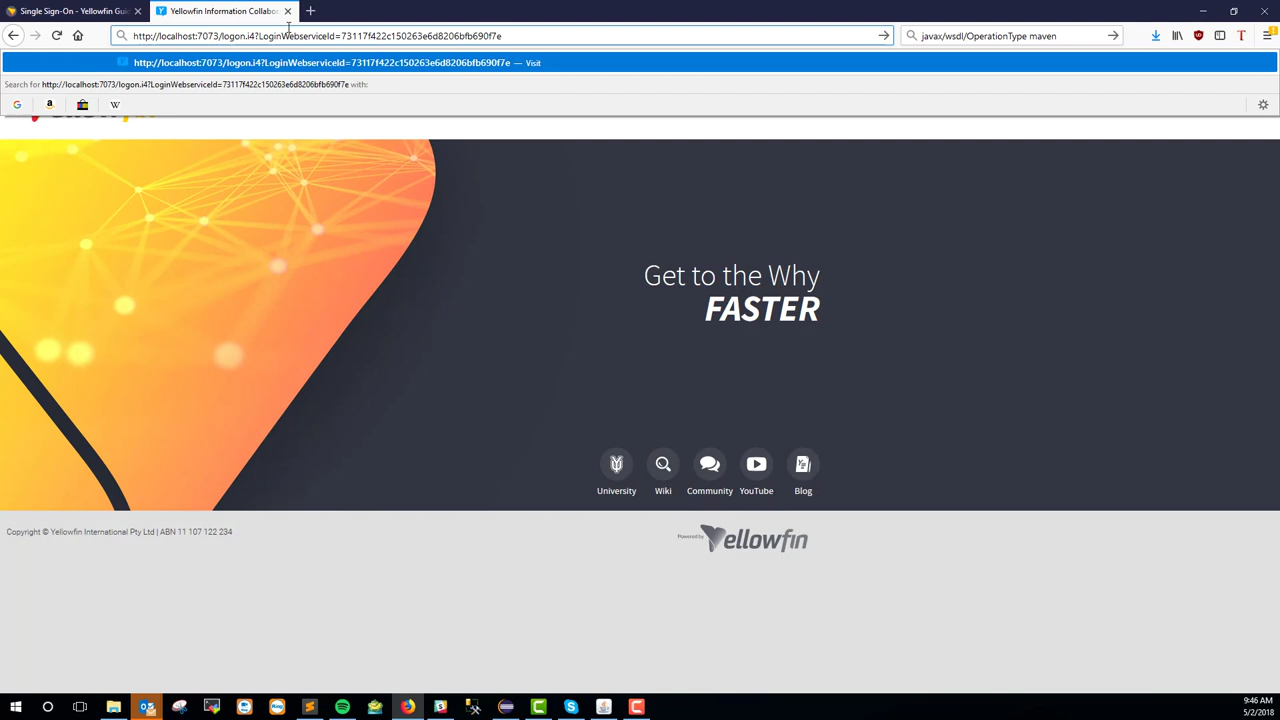 Single Sign-On - Yellowfin Gui
Yellowfin Information Collabo
http://localhost:7073/logon.i4?LoginWebserviceId=73117f422c150263e6d8206bfb690f7e
javax/wsdl/OperationType maven
http://localhost:7073/logon.i4?LoginWebserviceId=73117f422c150263e6d8206bfb690f7e — Visit
Search for http://localhost:7073/logon.i4?LoginWebserviceId=73117f422c150263e6d8206bfb690f7e with:
Get to the Why
FASTER
University Wiki Community YouTube Blog
Copyright © Yellowfin International Pty Ltd | ABN 11 107 122 234
Powered by Yellowfin
9:46 AM
5/2/2018